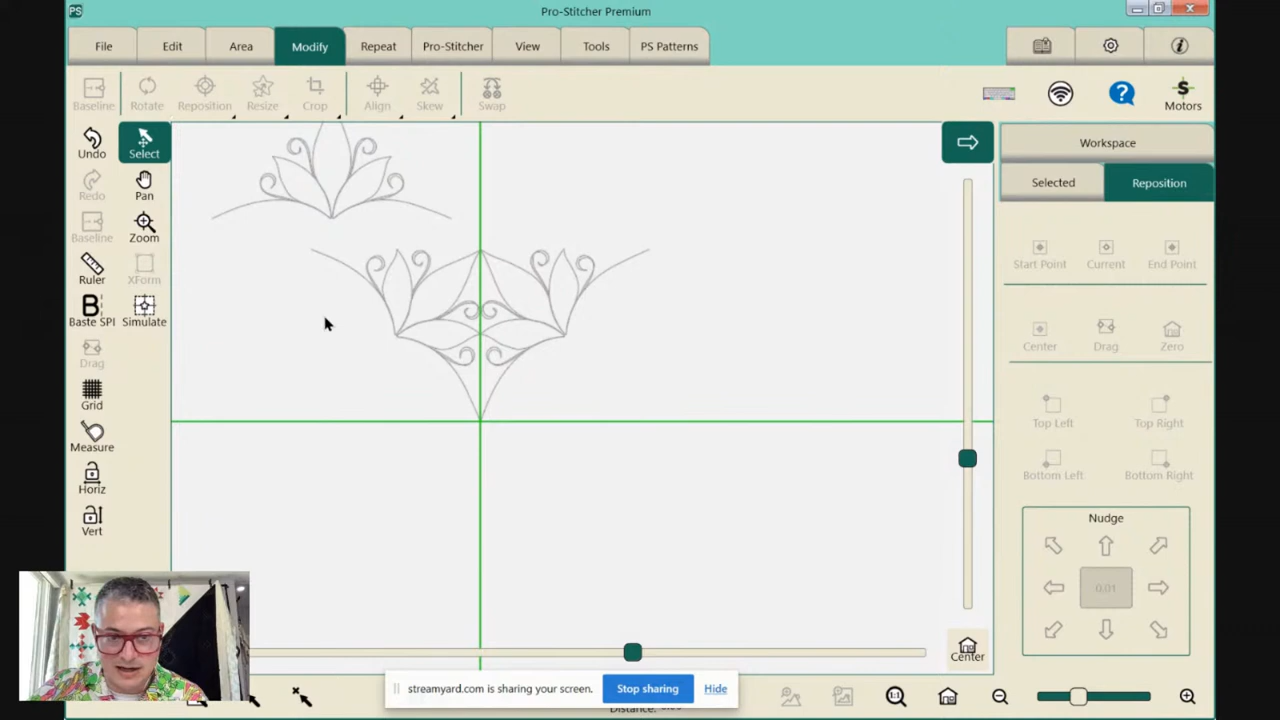 PS
Pro-Stitcher Premium
File Edit Area Modify Repeat Pro-Stitcher View Tools PS Patterns
Baseline Rotate Reposition Resize Crop Align Skew Swap
S
Motors
Undo Select
Redo Pan
Baseline Zoom
Ruler XForm
B
Baste SPI Simulate
Drag
Grid
Measure
Horiz
Vert
Workspace
Selected Reposition
Start Point Current End Point
Center Drag Zero
Top Left Top Right
Bottom Left Bottom Right
Nudge
0.01
Center
streamyard.com is sharing your screen. Stop sharing Hide
1:1